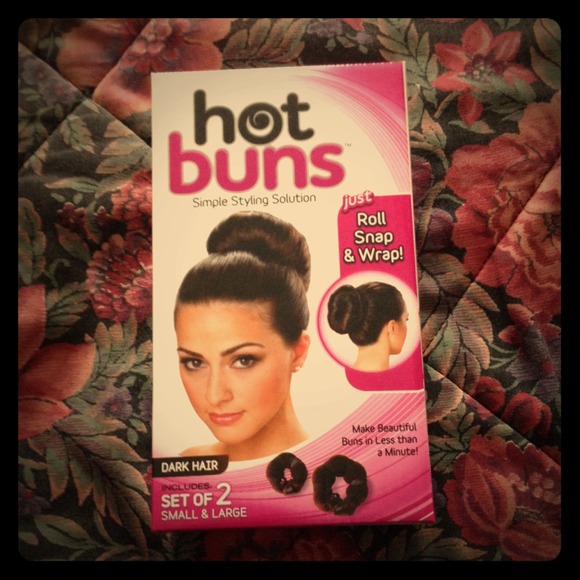 hot
buns™
Simple Styling Solution
just
Roll
Snap
& Wrap!
Make Beautiful
Buns in Less than
a Minute!
DARK HAIR
INCLUDES:
SET OF 2
SMALL & LARGE